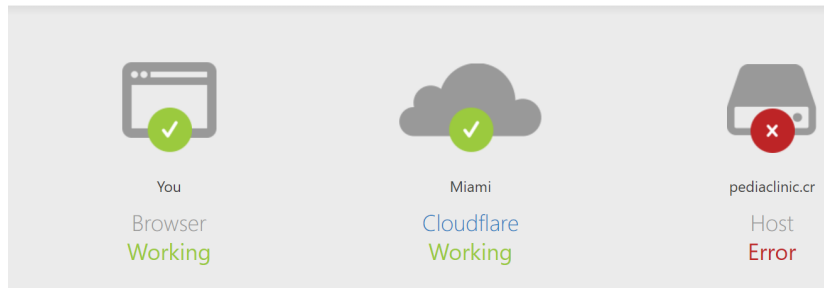 You
Miami
pediaclinic.cr
Browser
Cloudflare
Host
Working
Working
Error